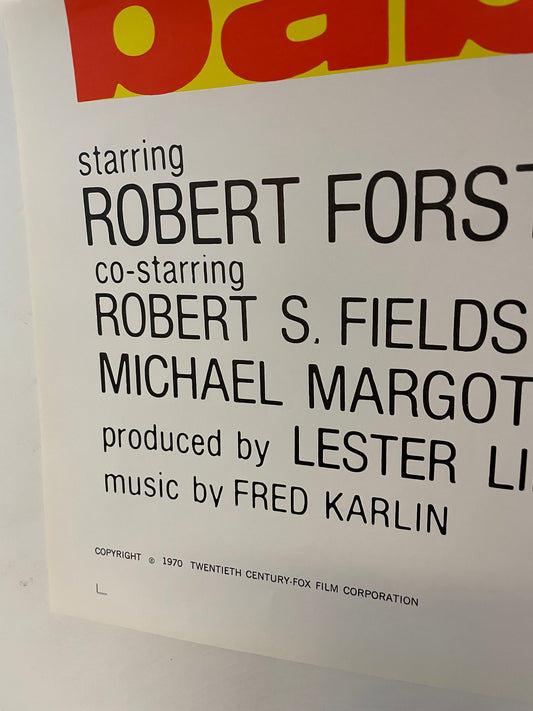 bab
starring
ROBERT FORST
co-starring
ROBERT S. FIELDS
MICHAEL MARGOT
produced by LESTER LI
music by FRED KARLIN
COPYRIGHT ℗ 1970 TWENTIETH CENTURY-FOX FILM CORPORATION